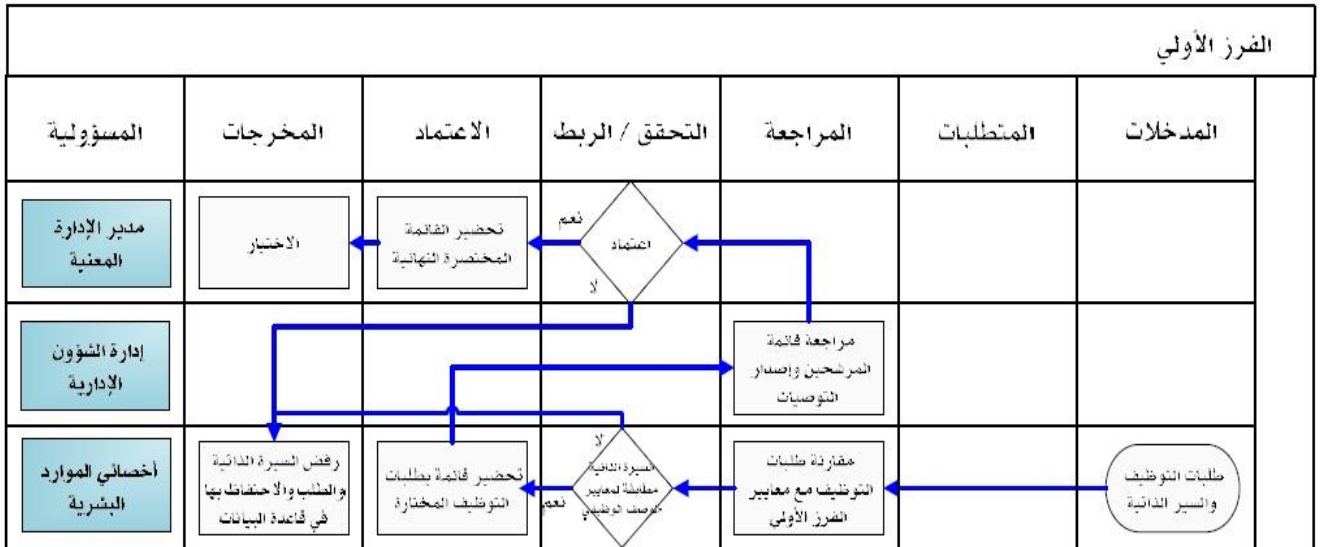 الفرز الأولي
المدخلات
المتطلبات
المراجعة
التحقق / الربط
الاعتماد
المخرجات
المسؤولية
اعتماد
نعم
لا
تحضير القائمة
المختصرة النهائية
الاختيار
مدير الإدارة
المعنية
مراجعة قائمة
المرشحين وإصدار
التوصيات
إدارة الشؤون
الإدارية
طلبات التوظيف
والسير الذاتية
مقارنة طلبات
التوظيف مع معايير
الفرز الأولي
لا
السيرة الذاتية
مطابقة لمعايير
الوصف الوظيفي
نعم
تحضير قائمة بطلبات
التوظيف المختارة
رفض السيرة الذاتية
والطلب والاحتفاظ بها
في قاعدة البيانات
أخصائي الموارد
البشرية